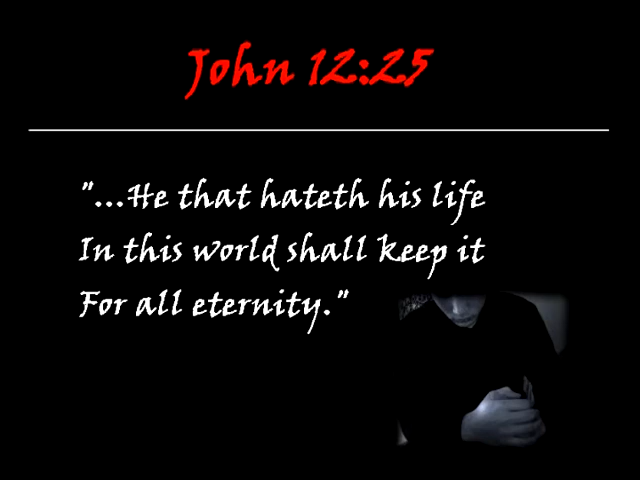 John 12:25
"...He that hateth his life
In this world shall keep it
For all eternity."